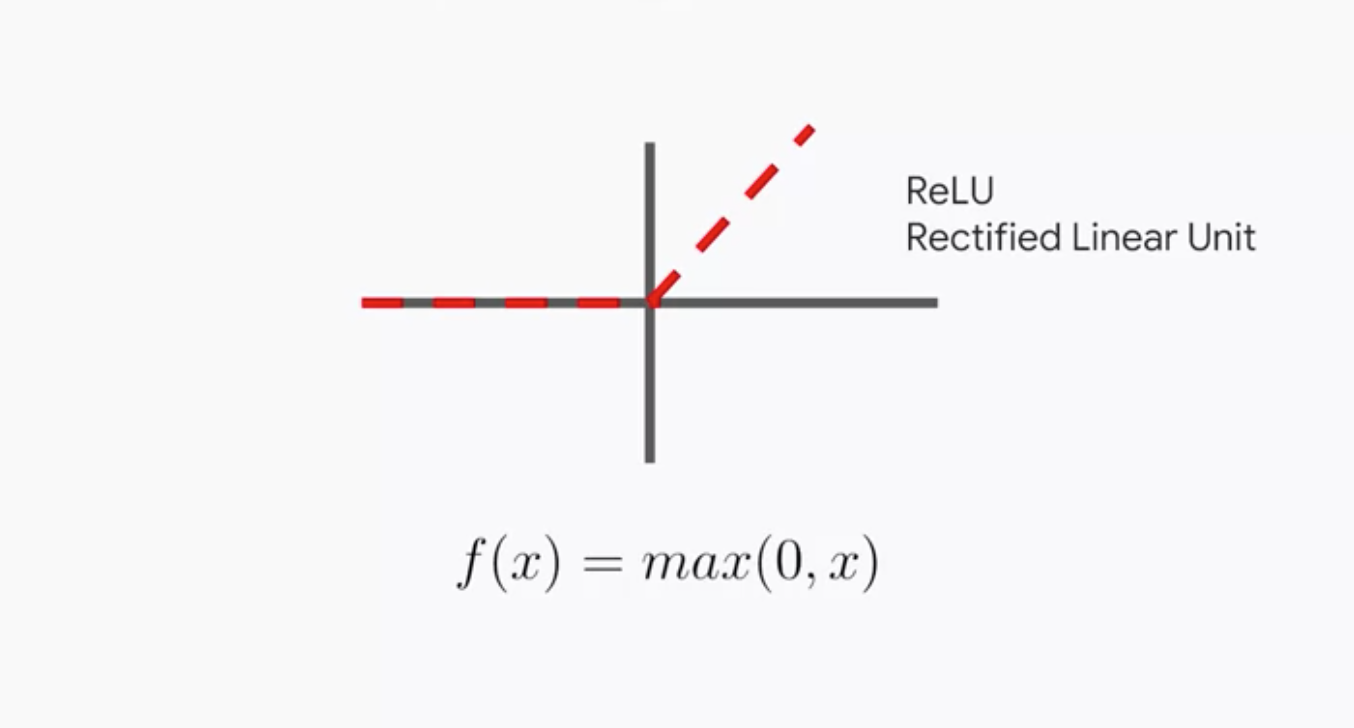 ReLU
Rectified Linear Unit
f(x) = max(0, x)